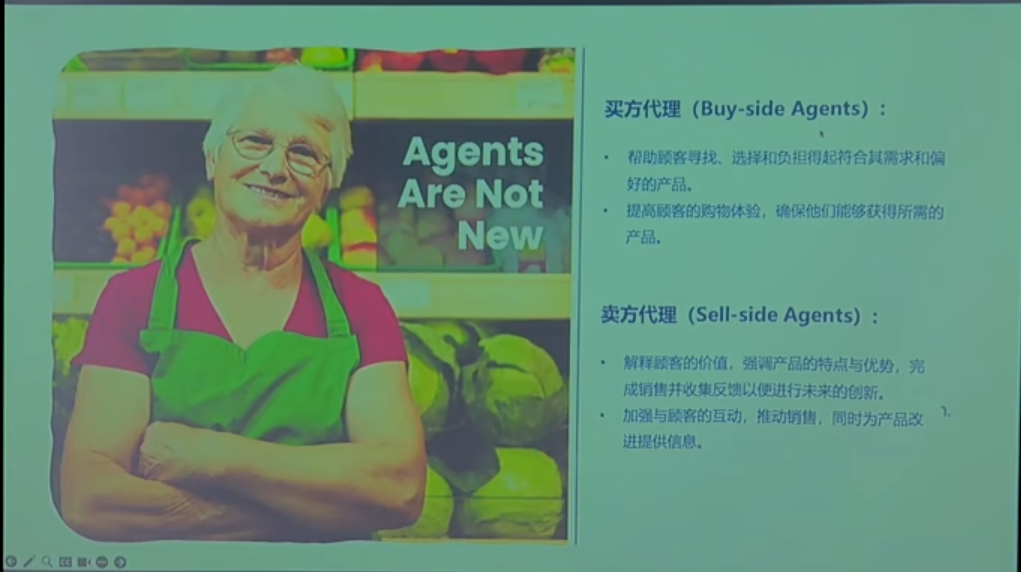 Agents
Are Not
New
买方代理（Buy-side Agents）：
• 帮助顾客寻找、选择和负担得起符合其需求和偏
好的产品。
• 提高顾客的购物体验，确保他们能够获得所需的
产品。
卖方代理（Sell-side Agents）：
• 解释顾客的价值，强调产品的特点与优势，完
成销售并收集反馈以便进行未来的创新。
• 加强与顾客的互动，推动销售，同时为产品改
进提供信息。